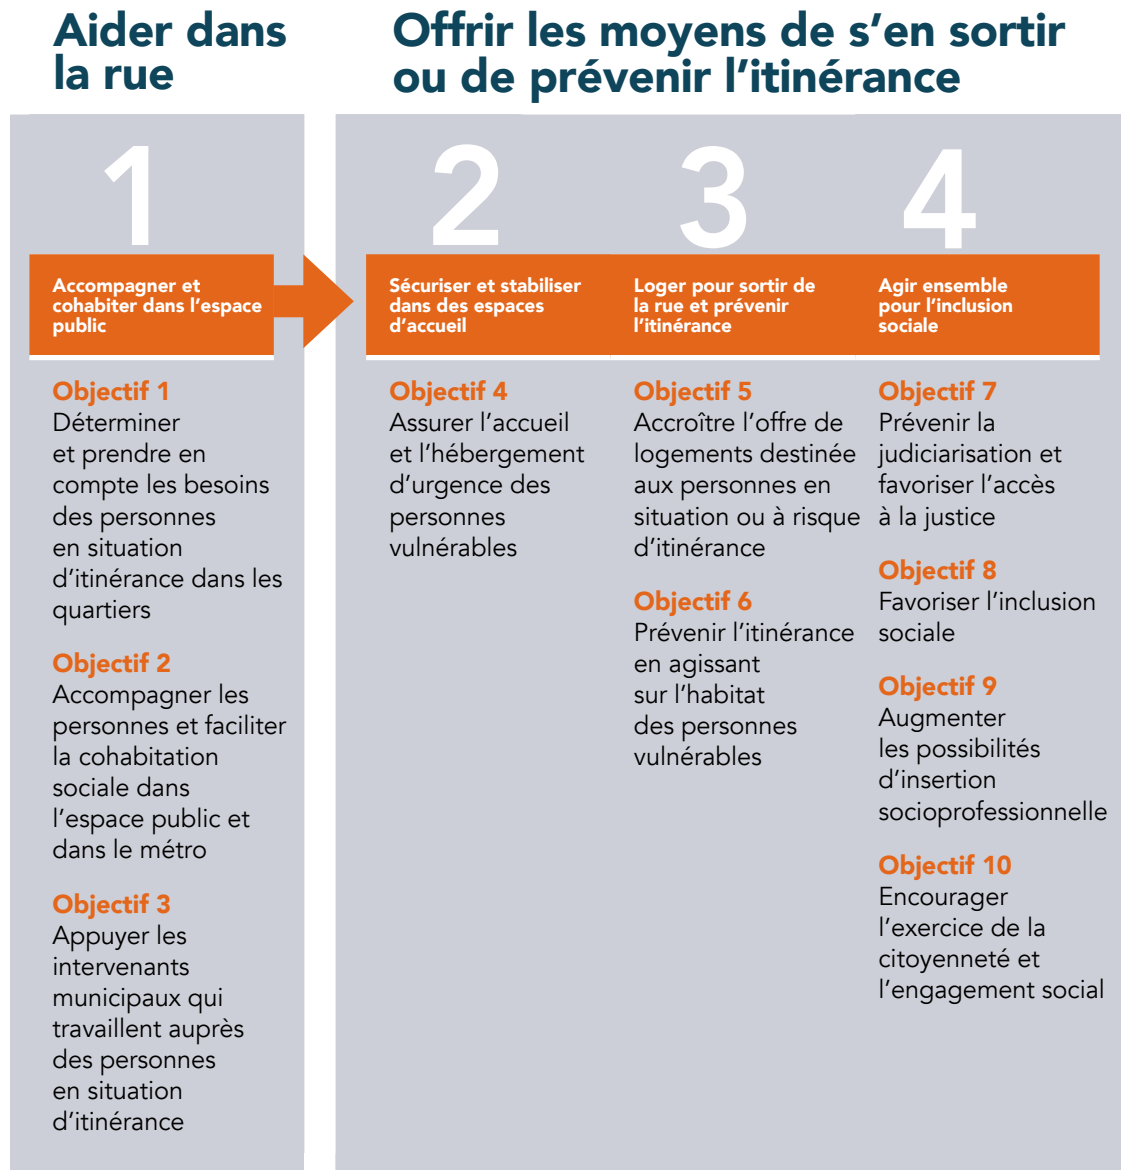 Aider dans
la rue
Offrir les moyens de s’en sortir
ou de prévenir l’itinérance
1
Accompagner et
cohabiter dans l’espace
public
Objectif 1
Déterminer
et prendre en
compte les besoins
des personnes
en situation
d’itinérance dans les
quartiers
Objectif 2
Accompagner les
personnes et faciliter
la cohabitation
sociale dans
l’espace public et
dans le métro
Objectif 3
Appuyer les
intervenants
municipaux qui
travaillent auprès
des personnes
en situation
d’itinérance
2
Sécuriser et stabiliser
dans des espaces
d’accueil
Objectif 4
Assurer l’accueil
et l’hébergement
d’urgence des
personnes
vulnérables
3
Loger pour sortir de
la rue et prévenir
l’itinérance
Objectif 5
Accroître l’offre de
logements destinée
aux personnes en
situation ou à risque
d’itinérance
Objectif 6
Prévenir l’itinérance
en agissant
sur l’habitat
des personnes
vulnérables
4
Agir ensemble
pour l’inclusion
sociale
Objectif 7
Prévenir la
judiciarisation et
favoriser l’accès
à la justice
Objectif 8
Favoriser l’inclusion
sociale
Objectif 9
Augmenter
les possibilités
d’insertion
socioprofessionnelle
Objectif 10
Encourager
l’exercice de la
citoyenneté et
l’engagement social